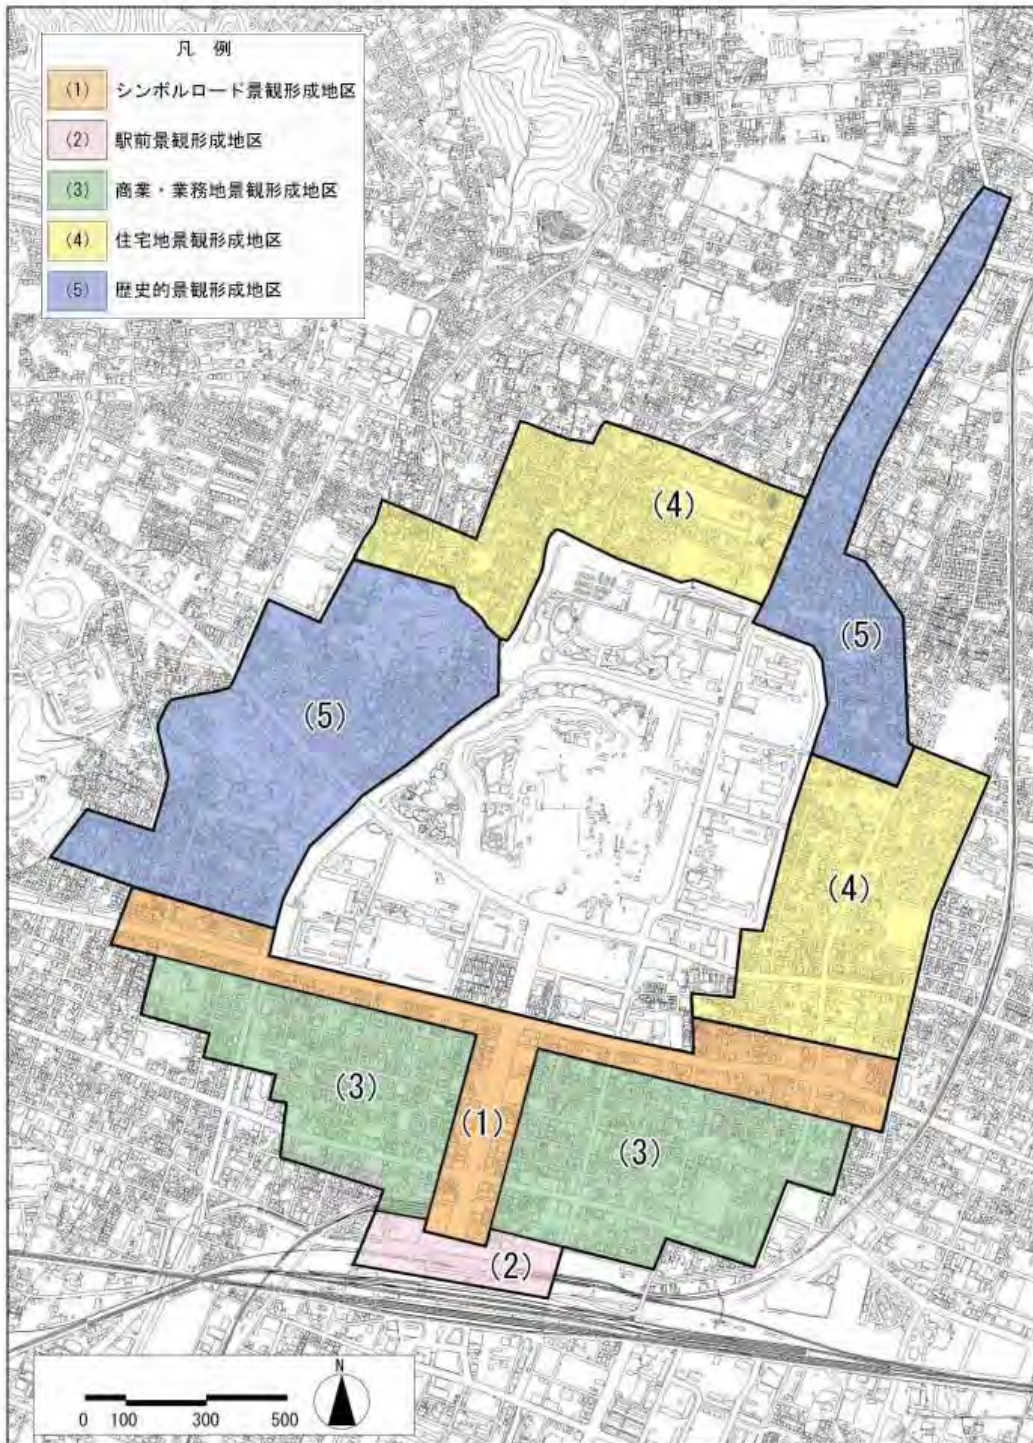 凡 例
(1) シンボルロード景観形成地区
(2) 駅前景観形成地区
(3) 商業・業務地景観形成地区
(4) 住宅地景観形成地区
(5) 歴史的景観形成地区
(4)
(5)
(5)
(4)
(3)
(1)
(3)
(2)
N
0 100 300 500